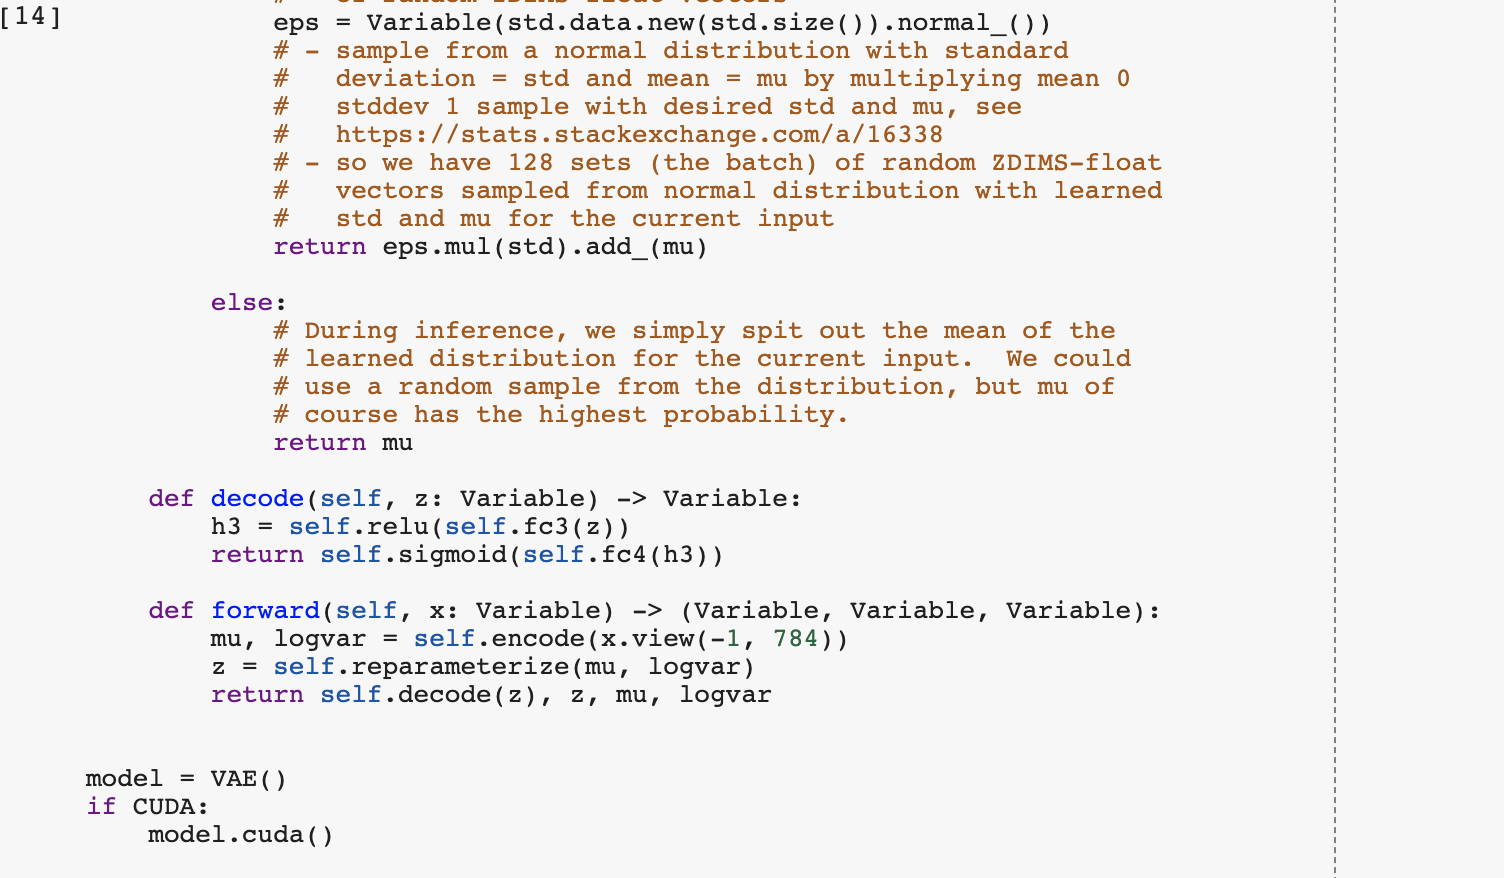 [14]
eps = Variable(std.data.new(std.size()).normal_())
# - sample from a normal distribution with standard
#   deviation = std and mean = mu by multiplying mean 0
#   stddev 1 sample with desired std and mu, see
#   https://stats.stackexchange.com/a/16338
# - so we have 128 sets (the batch) of random ZDIMS-float
#   vectors sampled from normal distribution with learned
#   std and mu for the current input
return eps.mul(std).add_(mu)
else:
# During inference, we simply spit out the mean of the
# learned distribution for the current input.  We could
# use a random sample from the distribution, but mu of
# course has the highest probability.
return mu
def decode(self, z: Variable) -> Variable:
h3 = self.relu(self.fc3(z))
return self.sigmoid(self.fc4(h3))
def forward(self, x: Variable) -> (Variable, Variable, Variable):
mu, logvar = self.encode(x.view(-1, 784))
z = self.reparameterize(mu, logvar)
return self.decode(z), z, mu, logvar
model = VAE()
if CUDA:
model.cuda()